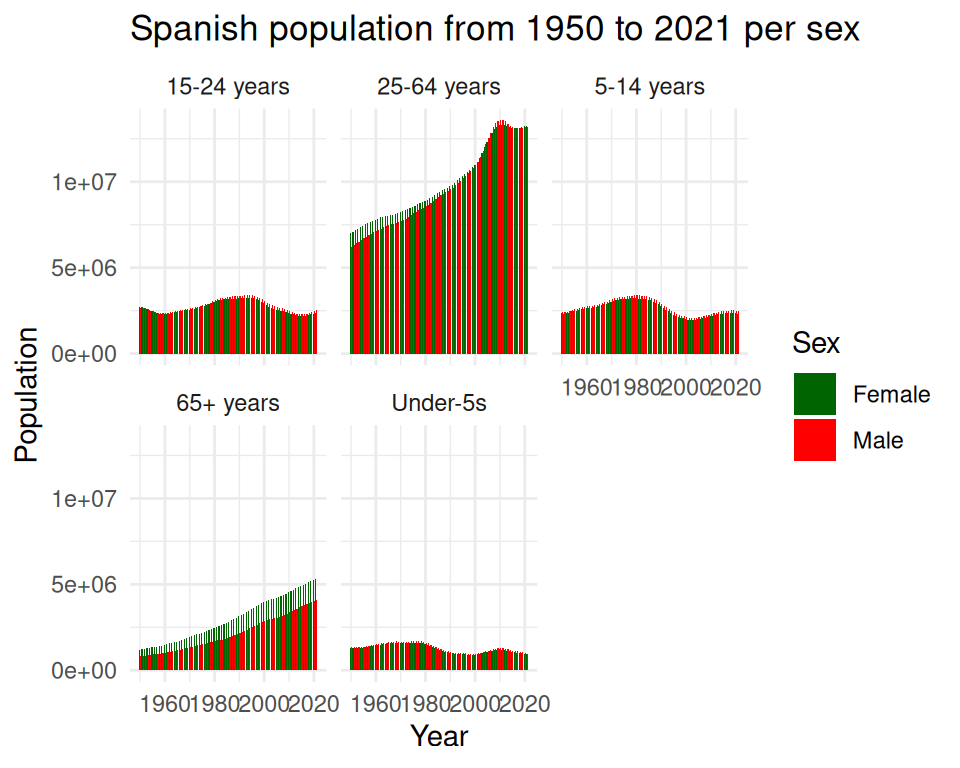 Spanish population from 1950 to 2021 per sex
15-24 years
25-64 years
5-14 years
1e+07
5e+06
0e+00
1960 1980 2000 2020
65+ years
Under-5s
1e+07
5e+06
0e+00
1960 1980 2000 2020
1960 1980 2000 2020
Year
Population
Sex
Female
Male